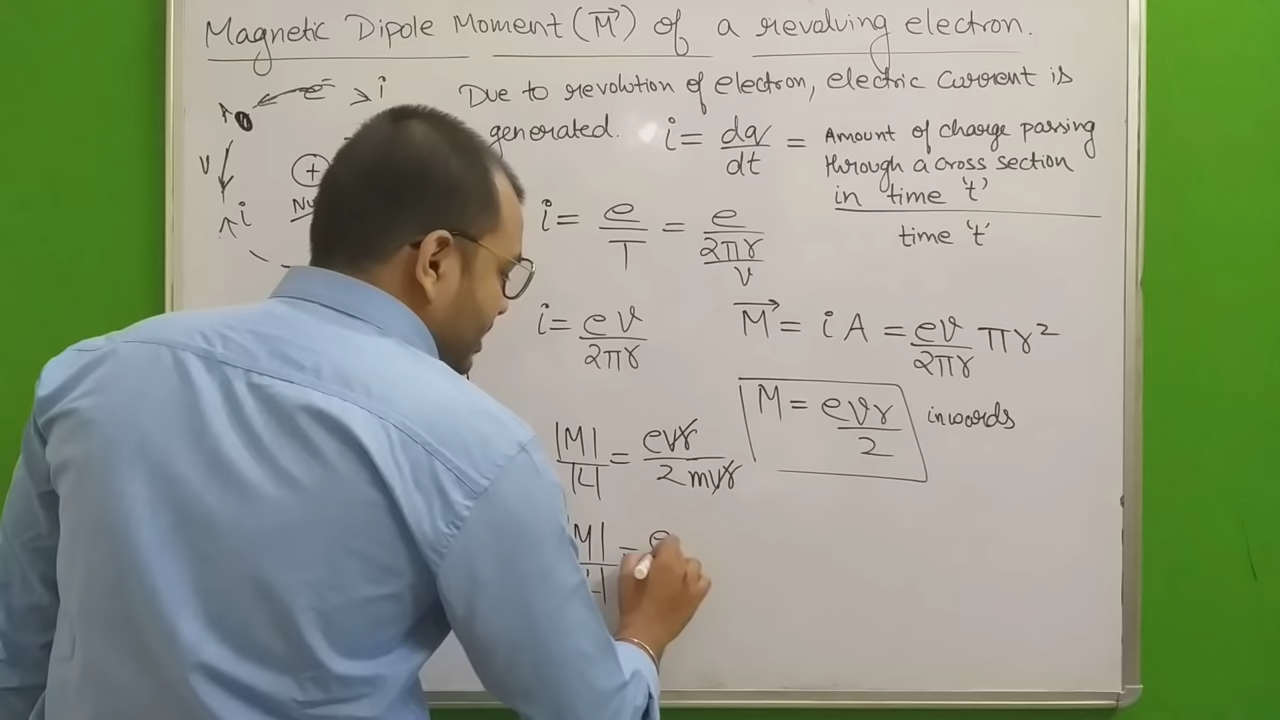 Magnetic Dipole Moment (M⃗) of a revolving electron.
e⁻ i
Due to revolution of electron, electric current is
generated. i = dq/dt = Amount of charge passing
through a cross section
in time 't'
time 't'
v
+
i
i = e/T = e/(2πr/v)
i = ev/2πr
M⃗ = iA = ev/2πr πr²
M = evr/2 inwards
|M|/|L| = evr/2mvr
|M| = e